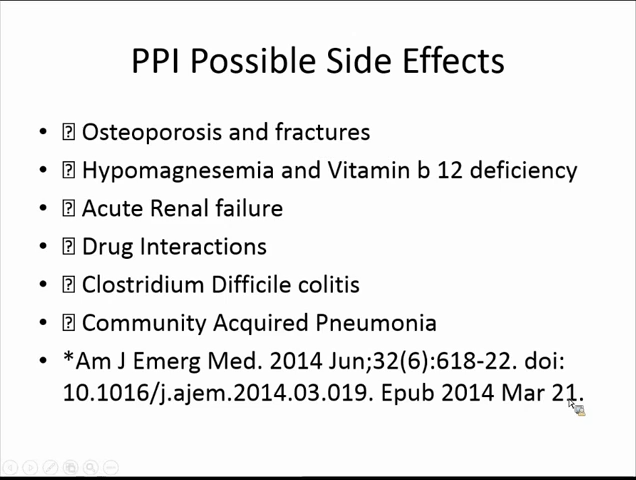 PPI Possible Side Effects
• ⍰ Osteoporosis and fractures
• ⍰ Hypomagnesemia and Vitamin b 12 deficiency
• ⍰ Acute Renal failure
• ⍰ Drug Interactions
• ⍰ Clostridium Difficile colitis
• ⍰ Community Acquired Pneumonia
• *Am J Emerg Med. 2014 Jun;32(6):618-22. doi:
10.1016/j.ajem.2014.03.019. Epub 2014 Mar 21.